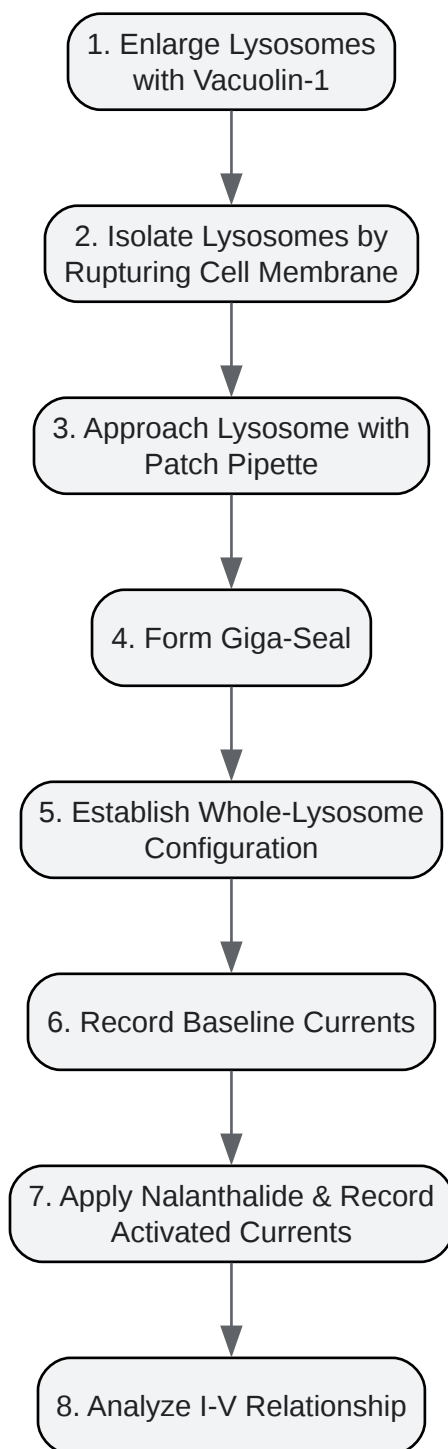 1. Enlarge Lysosomes
with Vacuolin-1
2. Isolate Lysosomes by
Rupturing Cell Membrane
3. Approach Lysosome with
Patch Pipette
4. Form Giga-Seal
5. Establish Whole-Lysosome
Configuration
6. Record Baseline Currents
7. Apply Nalanthalide & Record
Activated Currents
8. Analyze I-V Relationship